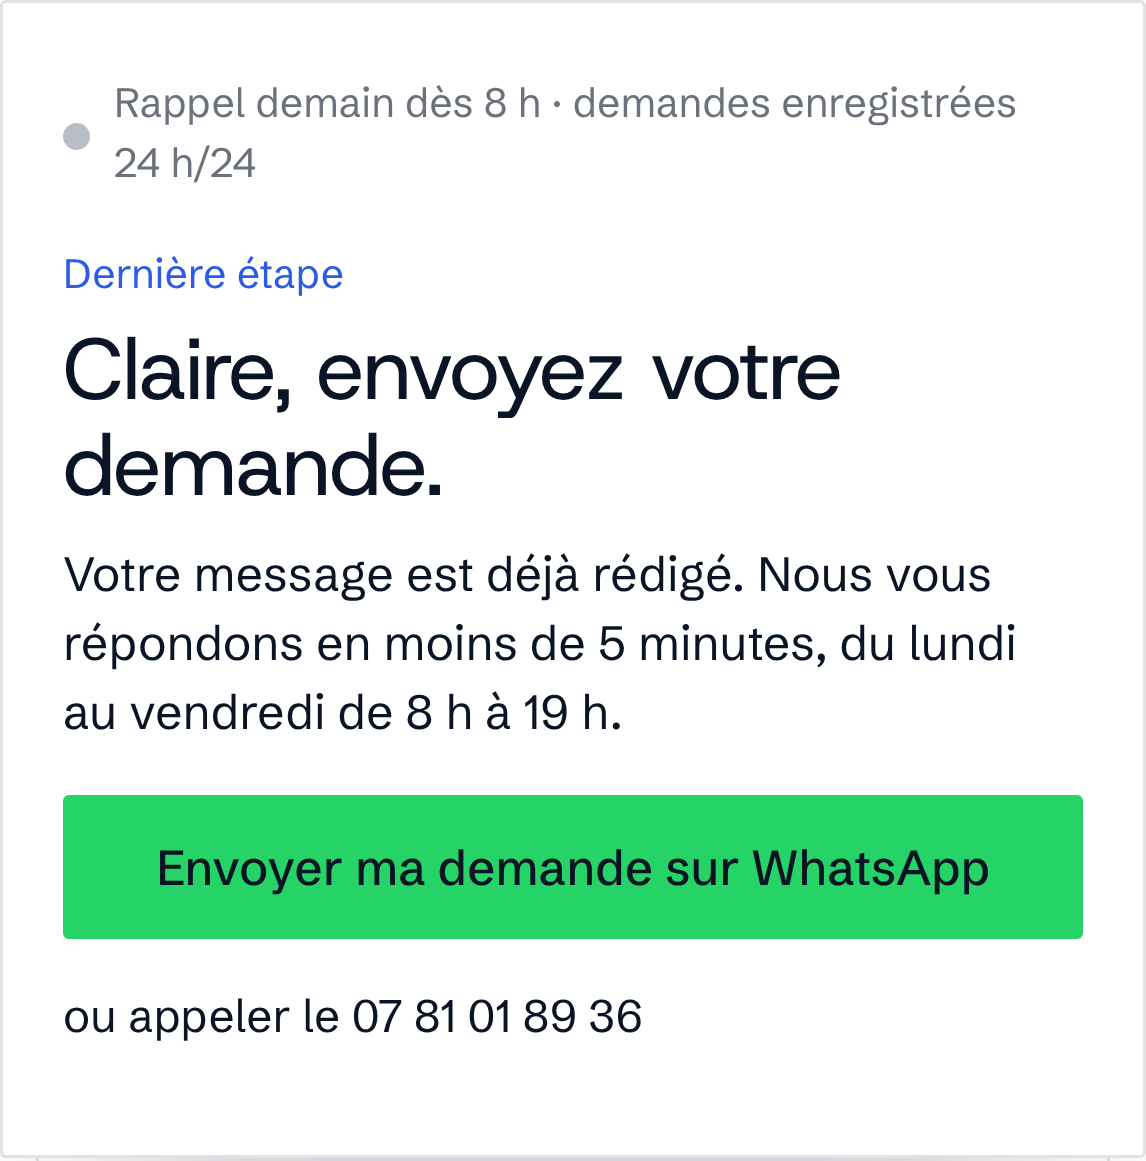 Rappel demain dès 8 h · demandes enregistrées
24 h/24
Dernière étape
Claire, envoyez votre
demande.
Votre message est déjà rédigé. Nous vous
répondons en moins de 5 minutes, du lundi
au vendredi de 8 h à 19 h.
Envoyer ma demande sur WhatsApp
ou appeler le 07 81 01 89 36